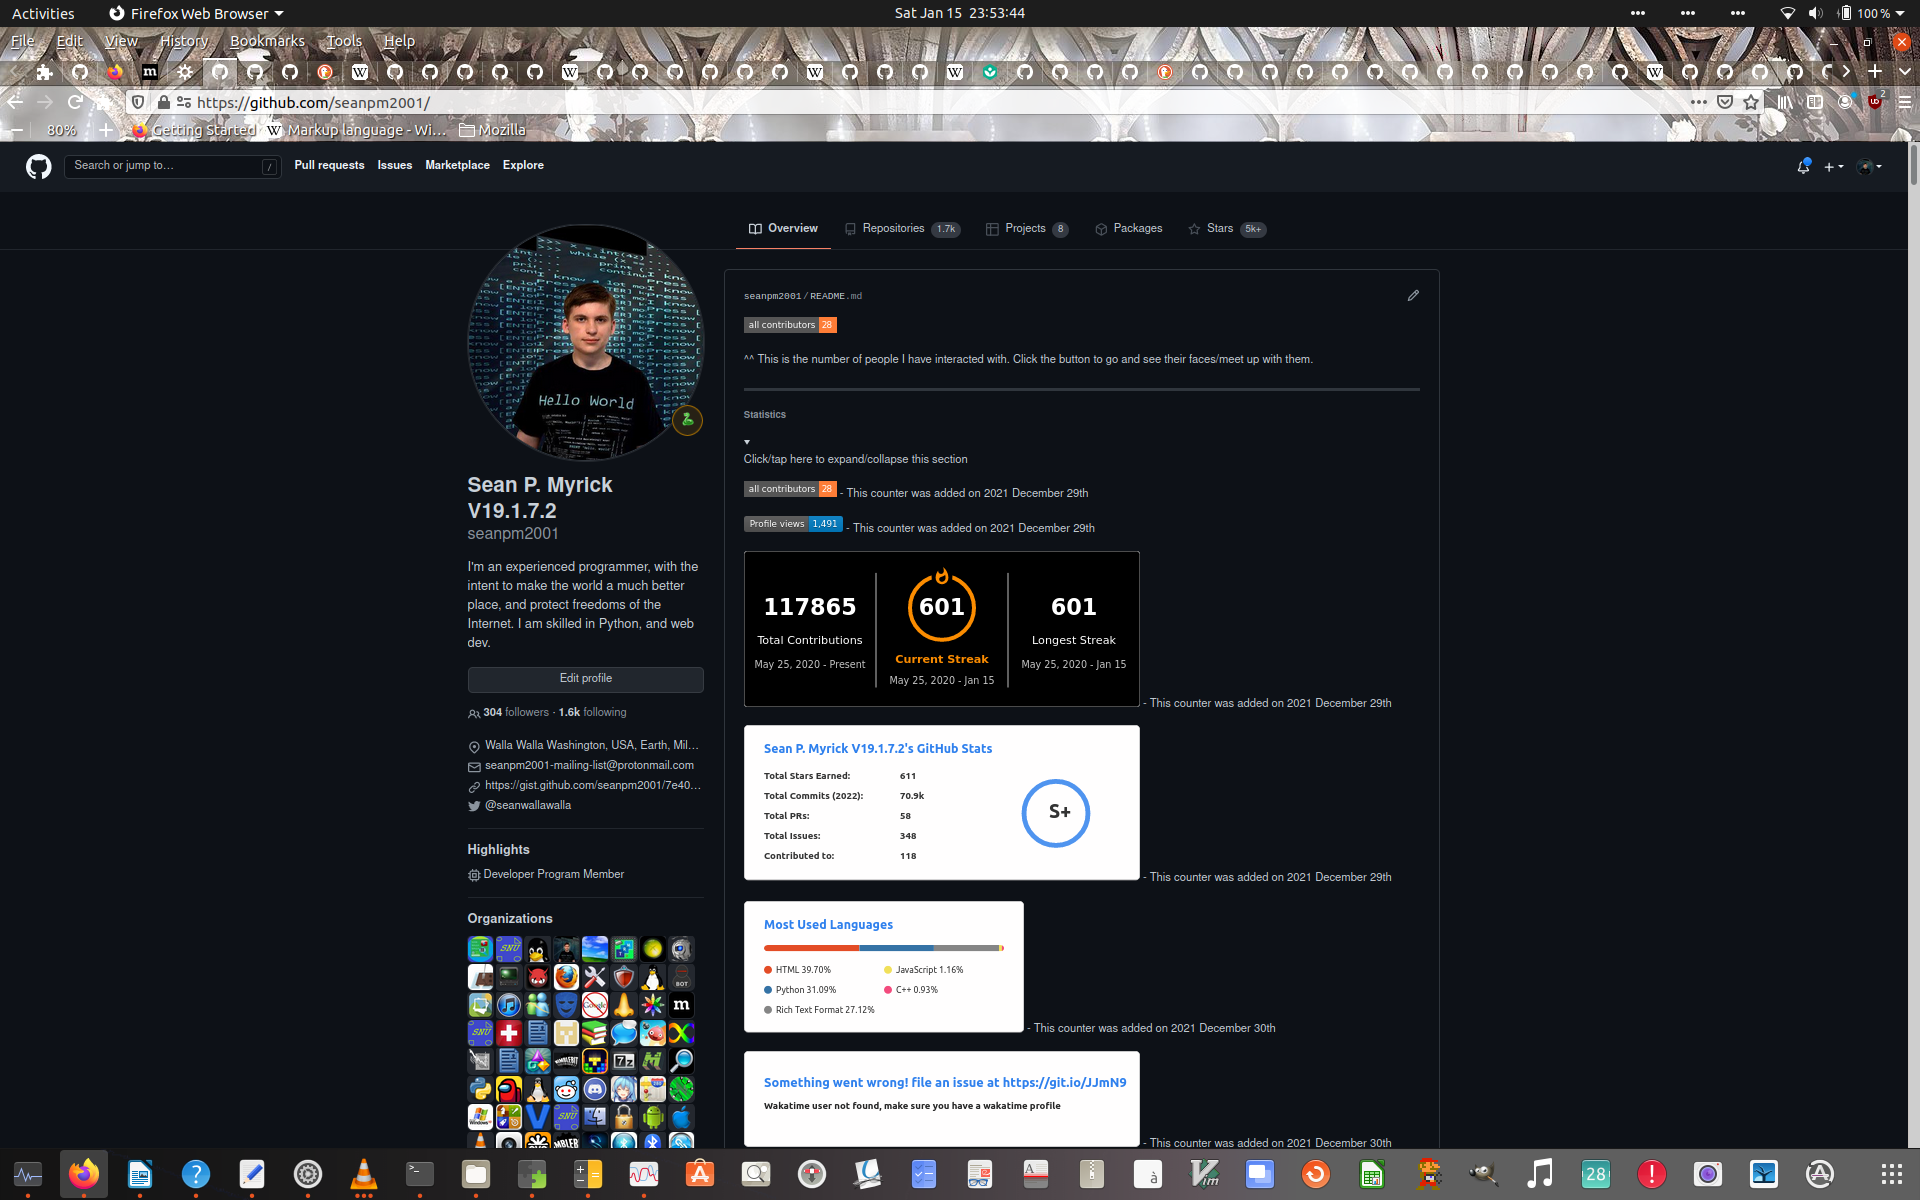 Activities
Firefox Web Browser
Sat Jan 15 23:53:44
100 %
File Edit View History Bookmarks Tools Help
https://github.com/seanpm2001/
80%
Getting Started
Markup language - Wi…
Mozilla
Search or jump to…
/
Pull requests
Issues
Marketplace
Explore
Overview
Repositories 1.7k
Projects 8
Packages
Stars 5k+
Hello World
Sean P. Myrick
V19.1.7.2
seanpm2001
I'm an experienced programmer, with the
intent to make the world a much better
place, and protect freedoms of the
Internet. I am skilled in Python, and web
dev.
Edit profile
304 followers · 1.6k following
Walla Walla Washington, USA, Earth, Mil…
seanpm2001-mailing-list@protonmail.com
https://gist.github.com/seanpm2001/7e40…
@seanwallawalla
Highlights
Developer Program Member
Organizations
seanpm2001/README.md
all contributors 28
^^ This is the number of people I have interacted with. Click the button to go and see their faces/meet up with them.
Statistics
Click/tap here to expand/collapse this section
all contributors 28 - This counter was added on 2021 December 29th
Profile views 1,491 - This counter was added on 2021 December 29th
117865
Total Contributions
May 25, 2020 - Present
601
Current Streak
May 25, 2020 - Jan 15
601
Longest Streak
May 25, 2020 - Jan 15
- This counter was added on 2021 December 29th
Sean P. Myrick V19.1.7.2's GitHub Stats
Total Stars Earned: 611
Total Commits (2022): 70.9k
Total PRs: 58
Total Issues: 348
Contributed to: 118
S+
- This counter was added on 2021 December 29th
Most Used Languages
HTML 39.70%
JavaScript 1.16%
Python 31.09%
C++ 0.93%
Rich Text Format 27.12%
- This counter was added on 2021 December 30th
Something went wrong! file an issue at https://git.io/JJmN9
Wakatime user not found, make sure you have a wakatime profile
- This counter was added on 2021 December 30th
28